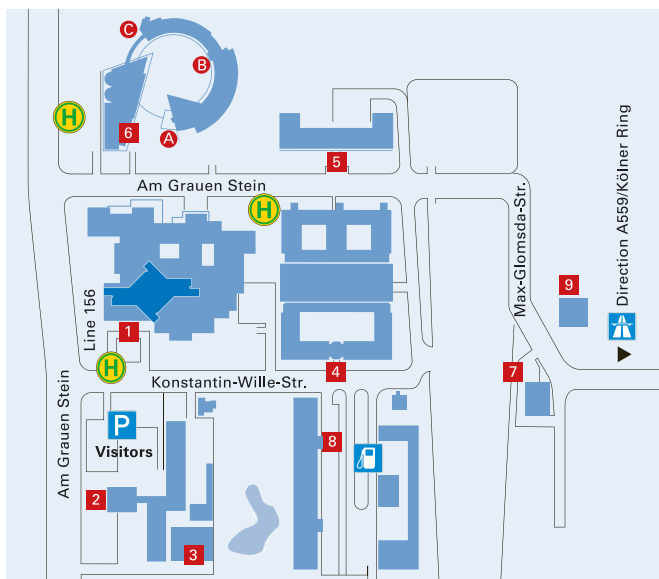 C
B
H
6
A
5
Am Grauen Stein
H
Max-Glomsda-Str.
Direction A559/Kölner Ring
9
Line 156
1
H
4
7
Konstantin-Wille-Str.
Am Grauen Stein
P
Visitors
8
2
3